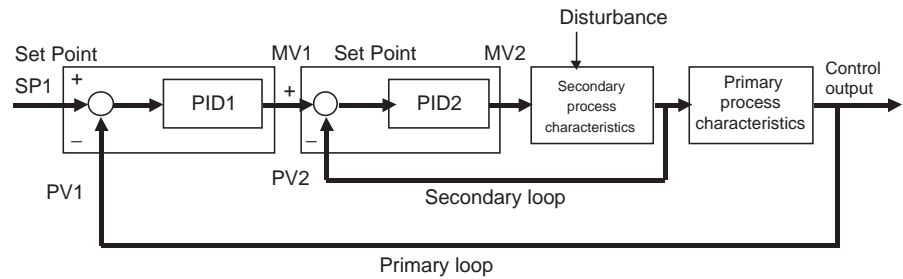 Disturbance
Set Point
MV1
Set Point
MV2
SP1
+
PID1
+
PID2
Secondary
process
characteristics
Primary
process
characteristics
Control
output
−
−
PV1
PV2
Secondary loop
Primary loop